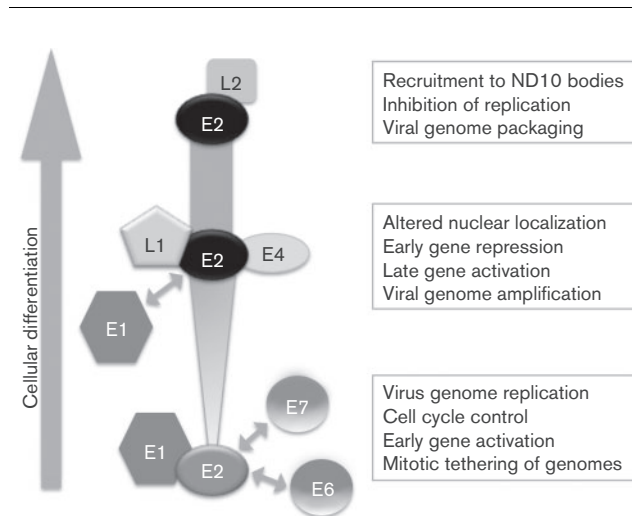 Cellular differentiation
L2
E2
Recruitment to ND10 bodies
Inhibition of replication
Viral genome packaging
L1
E2
E4
E1
Altered nuclear localization
Early gene repression
Late gene activation
Viral genome amplification
E7
E1
E2
E6
Virus genome replication
Cell cycle control
Early gene activation
Mitotic tethering of genomes